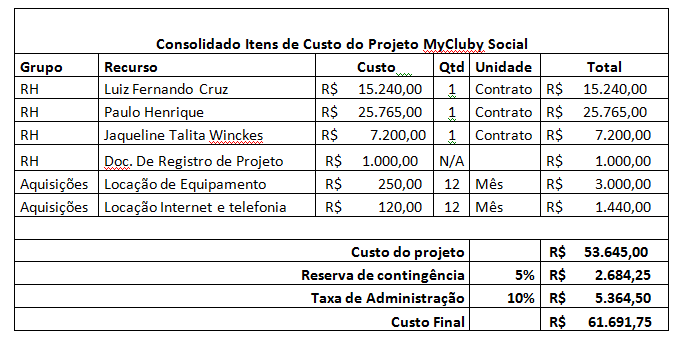 Consolidado Itens de Custo do Projeto MyCluby Social
Grupo Recurso Custo Qtd Unidade Total
RH Luiz Fernando Cruz R$ 15.240,00 1 Contrato R$ 15.240,00
RH Paulo Henrique R$ 25.765,00 1 Contrato R$ 25.765,00
RH Jaqueline Talita Winckes R$ 7.200,00 1 Contrato R$ 7.200,00
RH Doc. De Registro de Projeto R$ 1.000,00 N/A R$ 1.000,00
Aquisições Locação de Equipamento R$ 250,00 12 Mês R$ 3.000,00
Aquisições Locação Internet e telefonia R$ 120,00 12 Mês R$ 1.440,00
Custo do projeto R$ 53.645,00
Reserva de contingência 5% R$ 2.684,25
Taxa de Administração 10% R$ 5.364,50
Custo Final R$ 61.691,75